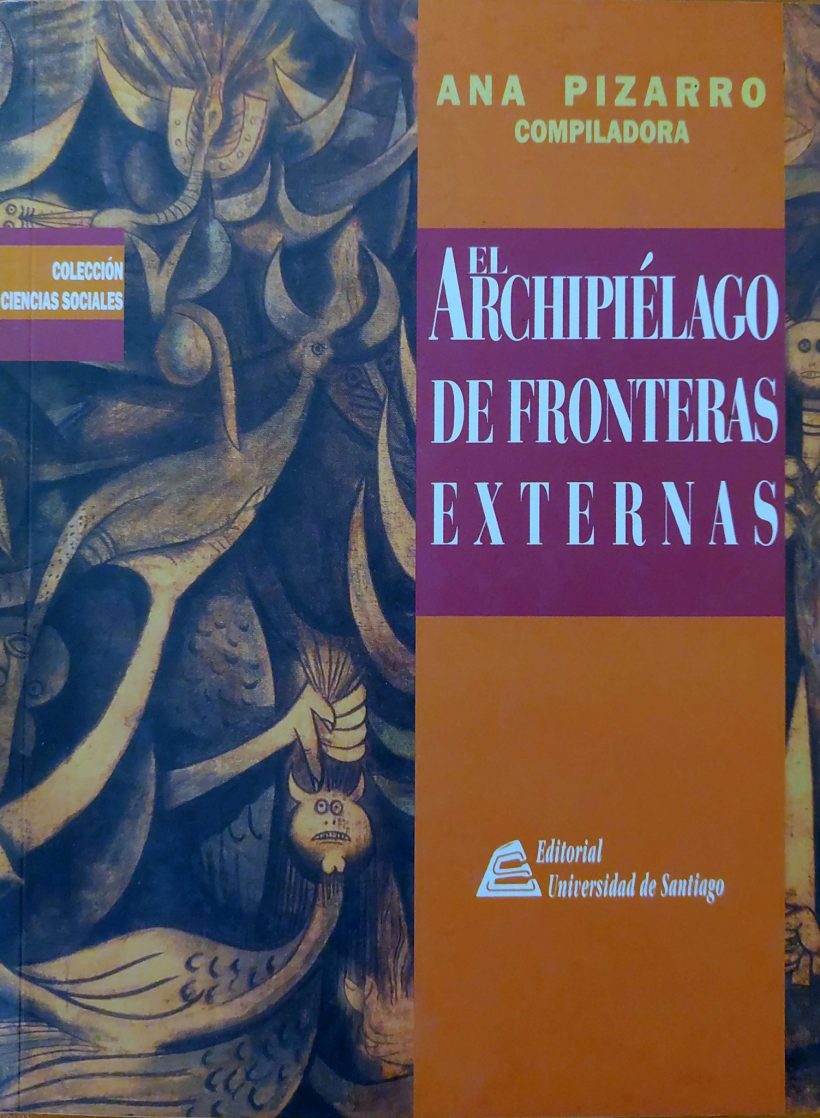 ANA PIZARRO
COMPILADORA
COLECCIÓN
CIENCIAS SOCIALES
EL
ARCHIPIÉLAGO
DE FRONTERAS
EXTERNAS
Editorial
Universidad de Santiago